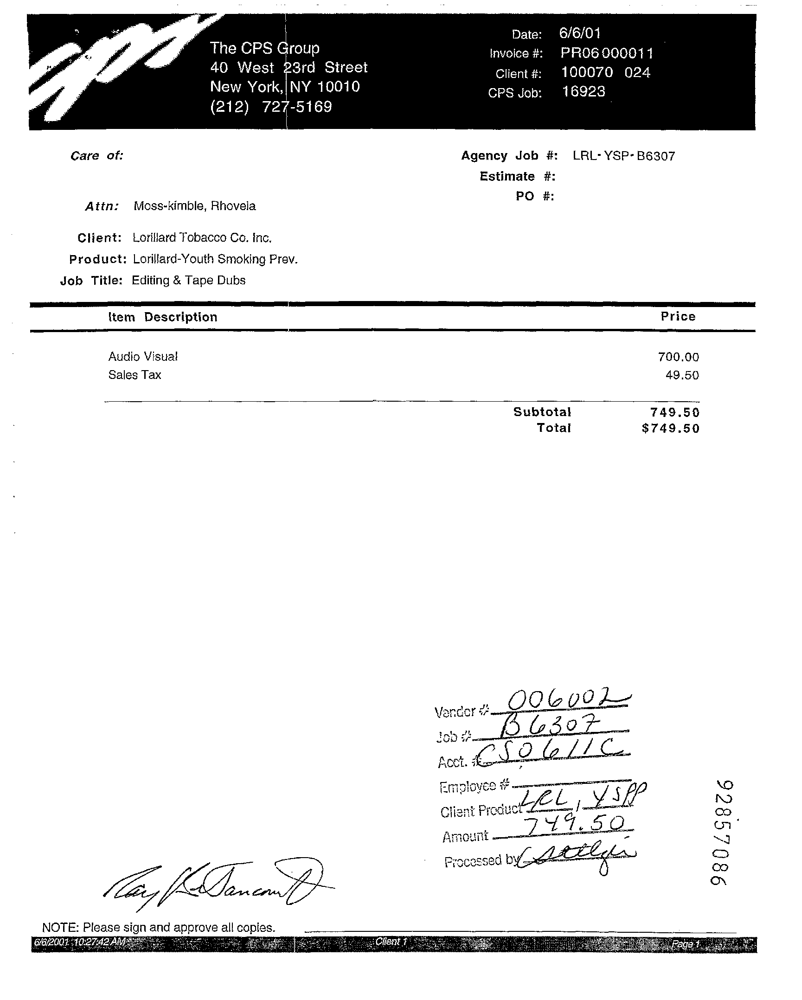 cps
The CPS Group
40 West 23rd Street
New York, NY 10010
(212) 727-5169
Date: 6/6/01
Invoice #: PR06000011
Client #: 100070 024
CPS Job: 16923
Care of:
Agency Job #: LRL-YSP-B6307
Estimate #:
PO #:
Attn: Moss-kimble, Rhovela
Client: Lorillard Tobacco Co. Inc.
Product: Lorillard-Youth Smoking Prev.
Job Title: Editing & Tape Dubs
Item Description Price
Audio Visual 700.00
Sales Tax 49.50
Subtotal 749.50
Total $749.50
Vendor # 006002
Job # B6307
Acct. # CS0611C
Employee #
Client Product LRL, YSPP
Amount 749.50
Processed by
92857086
NOTE: Please sign and approve all copies.
6/6/2001 10:27:42 AM Client 1 Page 1